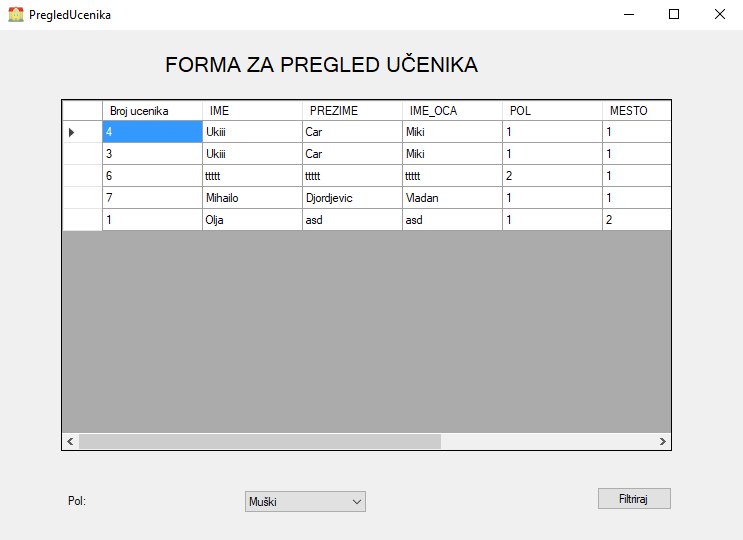 PregledUcenika
FORMA ZA PREGLED UČENIKA
Broj ucenika IME PREZIME IME_OCA POL MESTO
4 Ukiii Car Miki 1 1
3 Ukiii Car Miki 1 1
6 ttttt ttttt ttttt 2 1
7 Mihailo Djordjevic Vladan 1 1
1 Olja asd asd 1 2
Pol: Muški Filtriraj